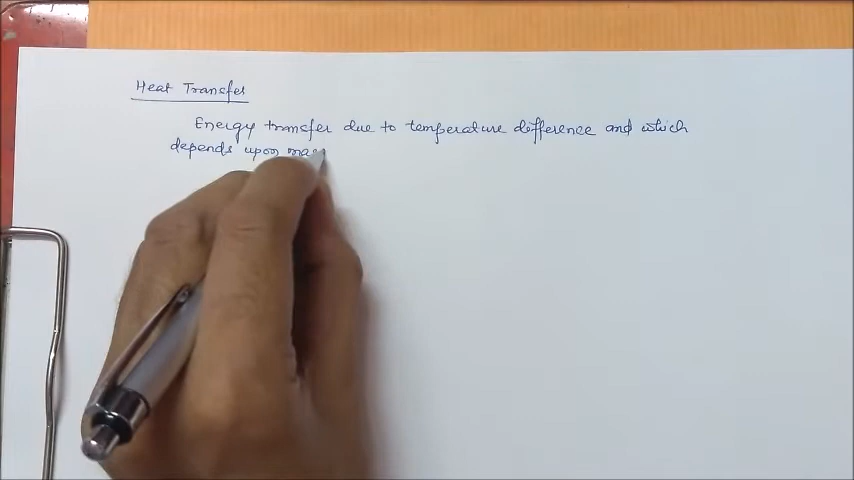 Heat Transfer
Energy transfer due to temperature difference and which
depends upon